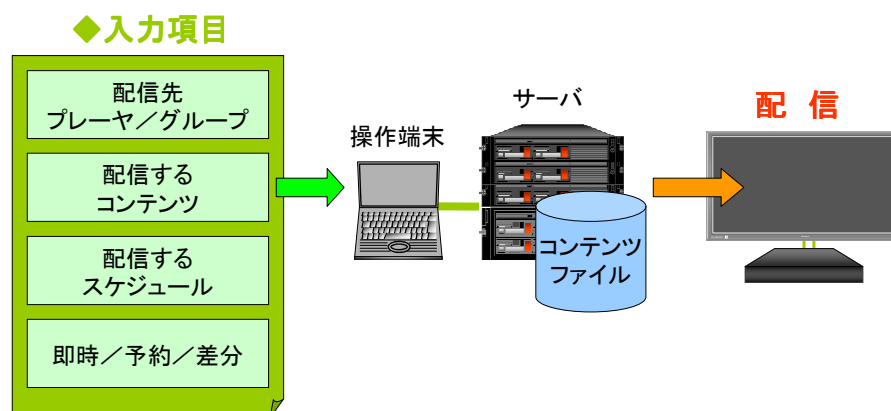 ◆入力項目
配信先
プレーヤ／グループ
配信する
コンテンツ
配信する
スケジュール
即時／予約／差分
操作端末
サーバ
コンテンツ
ファイル
配 信